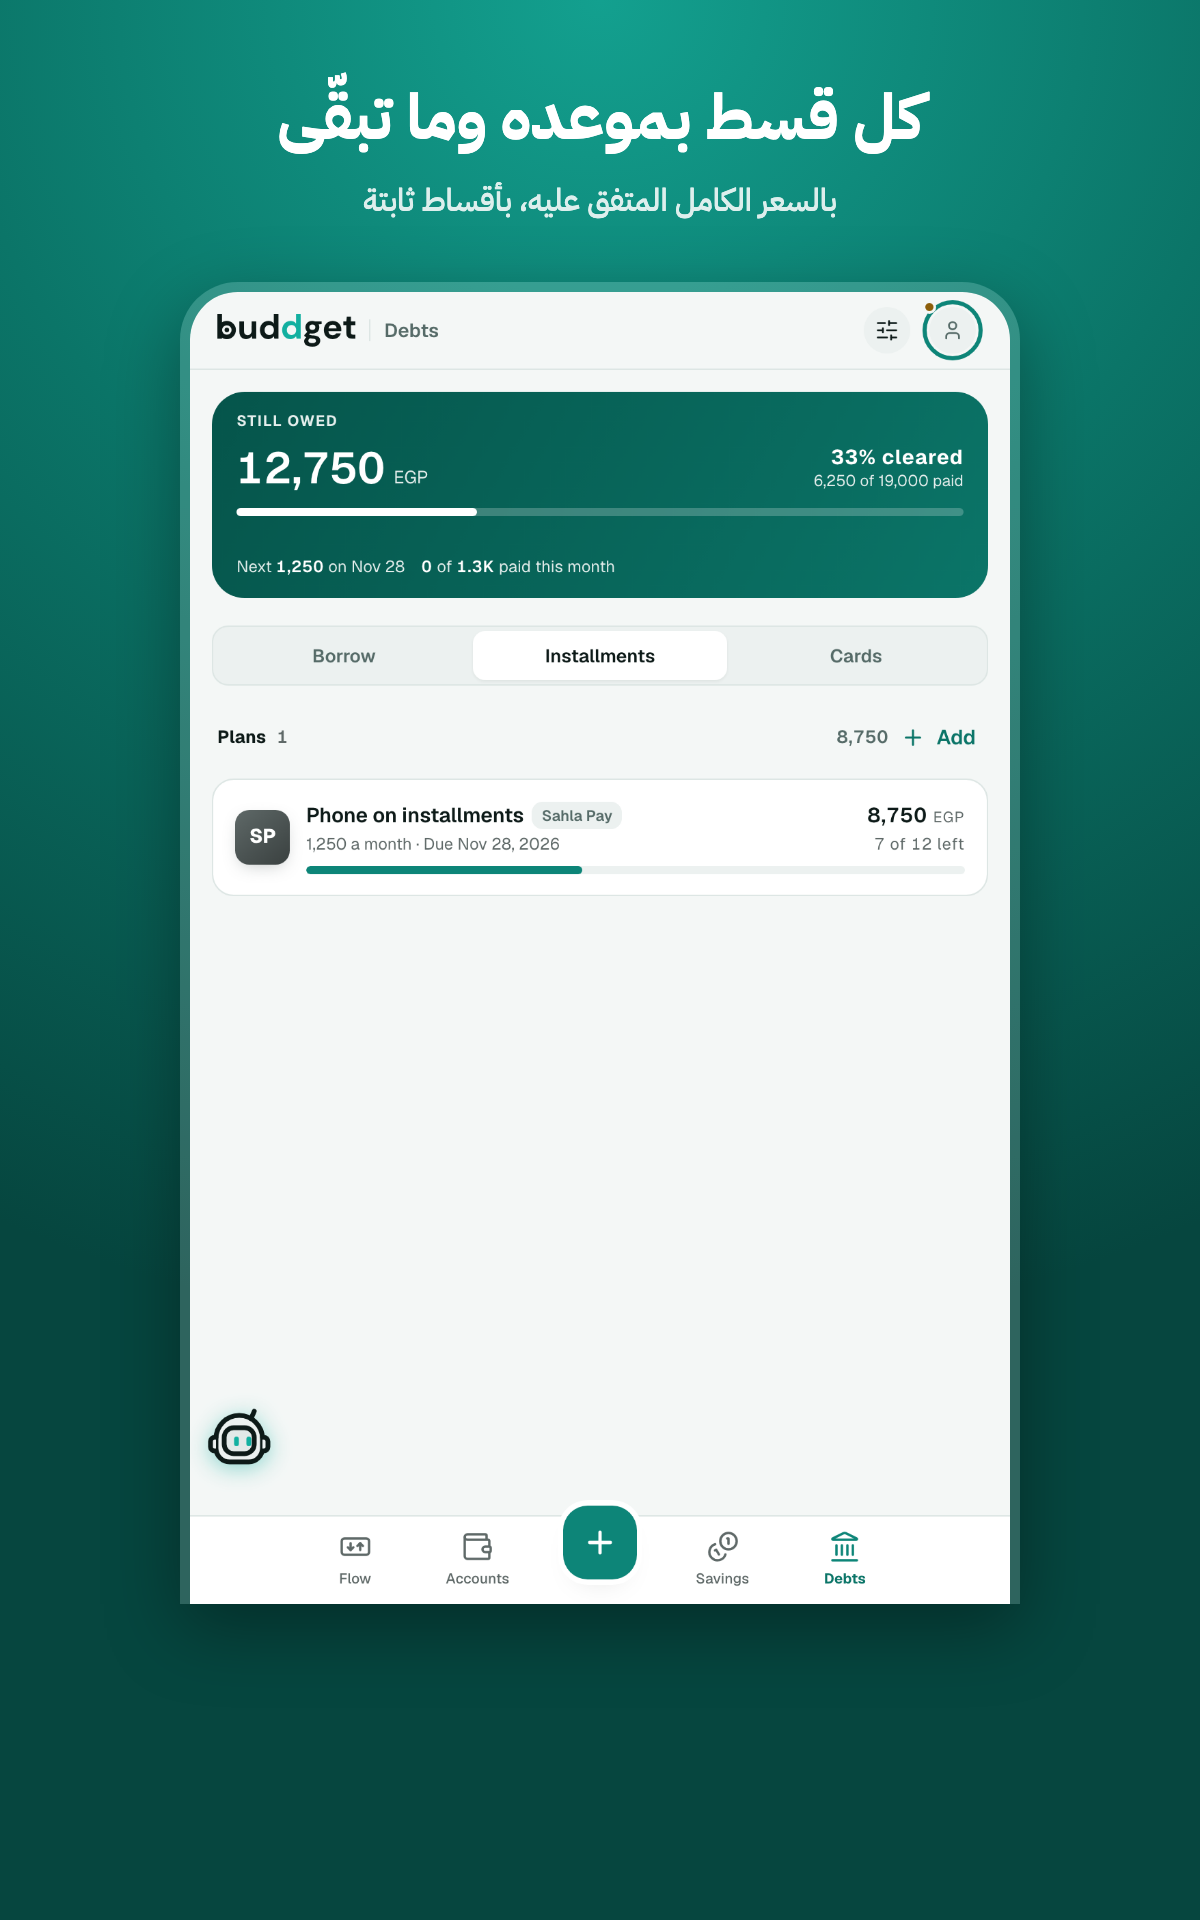 كل قسط بموعده وما تبقّى
بالسعر الكامل المتفق عليه، بأقساط ثابتة
buddget Debts
STILL OWED
12,750 EGP
33% cleared
6,250 of 19,000 paid
Next 1,250 on Nov 28 0 of 1.3K paid this month
Borrow Installments Cards
Plans 1 8,750 + Add
SP
Phone on installments Sahla Pay 8,750 EGP
1,250 a month · Due Nov 28, 2026 7 of 12 left
Flow Accounts + Savings Debts